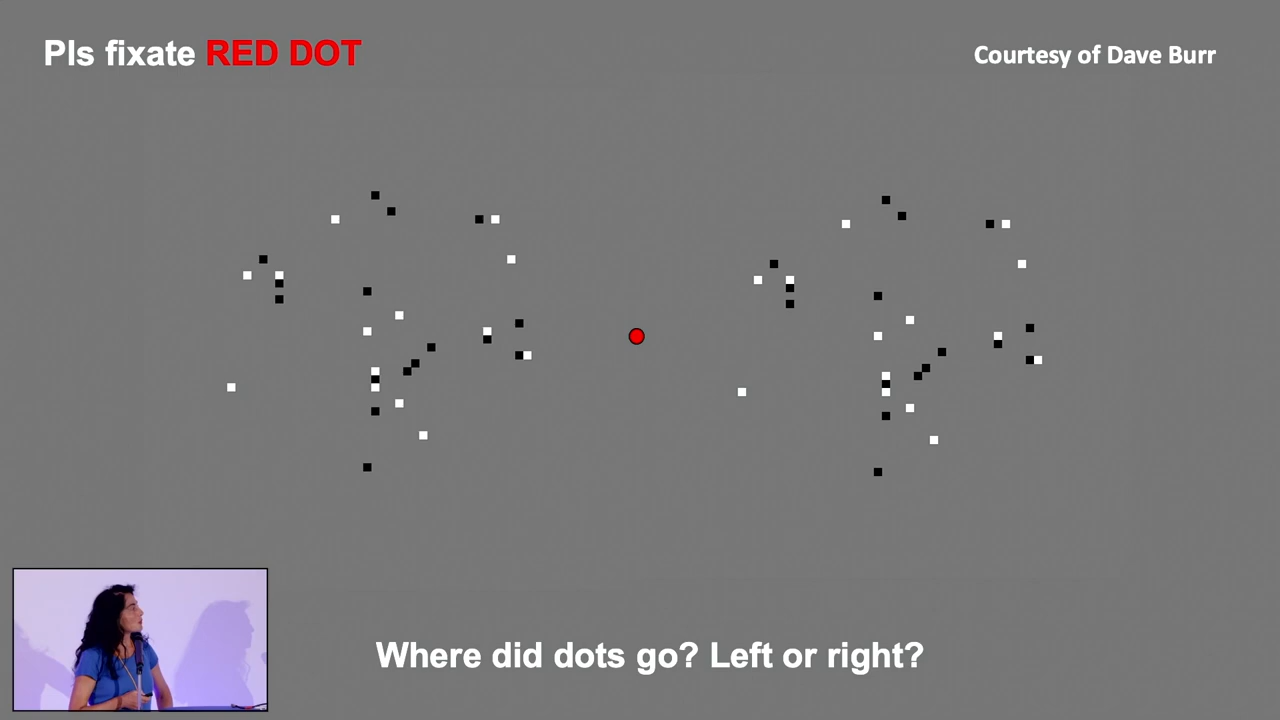 Pls fixate RED DOT
Courtesy of Dave Burr
Where did dots go? Left or right?